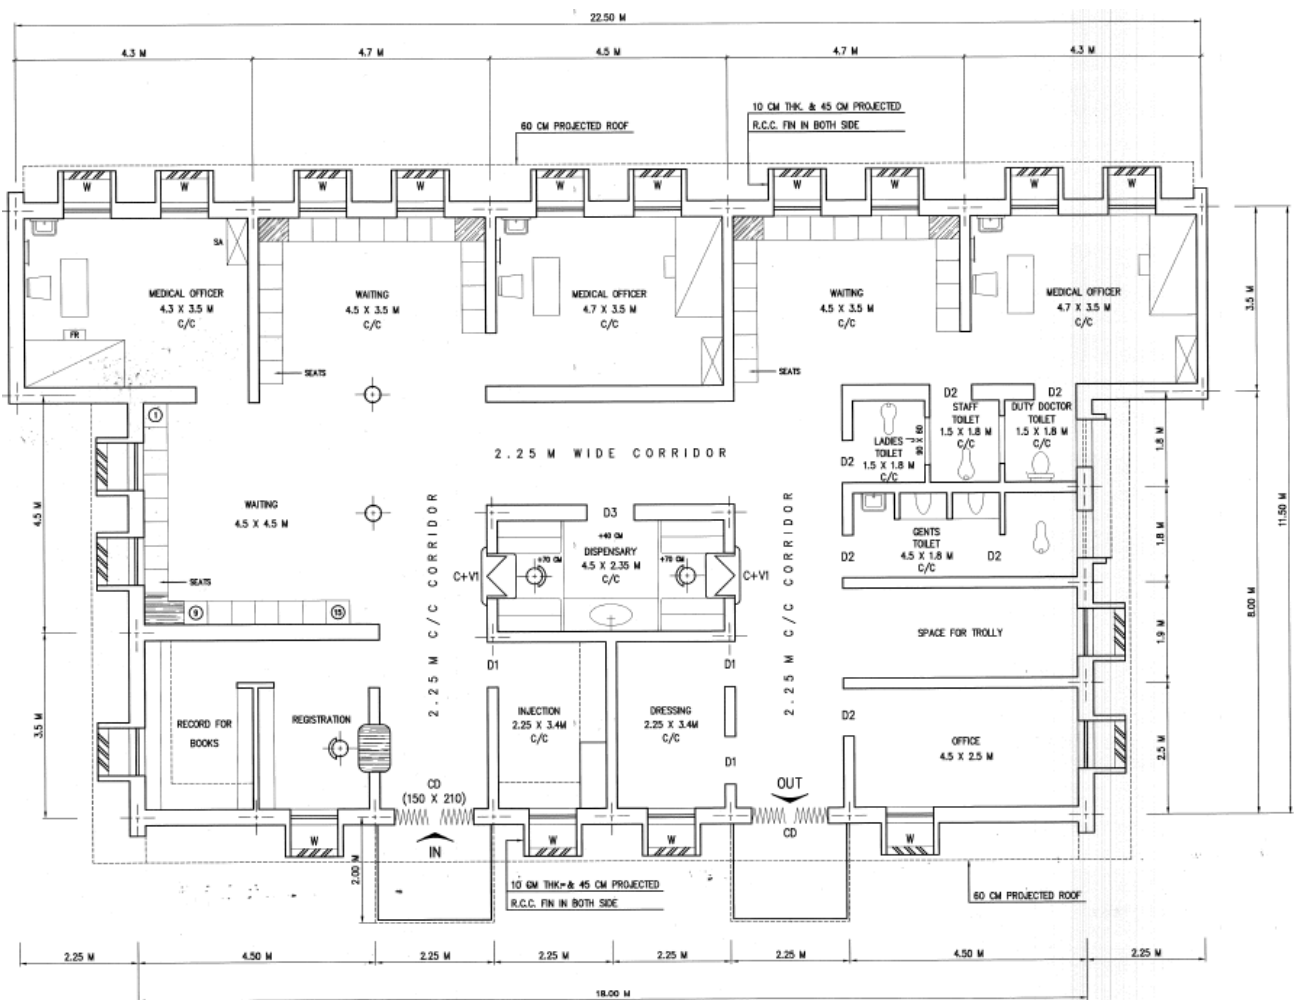 22.50 M
4.3 M
4.7 M
4.5 M
4.7 M
4.3 M
10 CM THK. & 45 CM PROJECTED
R.C.C. FIN IN BOTH SIDE
60 CM PROJECTED ROOF
W
W
W
W
W
W
W
W
W
W
SA
MEDICAL OFFICER
4.3 X 3.5 M
C/C
FR
WAITING
4.5 X 3.5 M
C/C
SEATS
MEDICAL OFFICER
4.7 X 3.5 M
C/C
WAITING
4.5 X 3.5 M
C/C
SEATS
MEDICAL OFFICER
4.7 X 3.5 M
C/C
3.5 M
11.50 M
8.00 M
1.8 M
1.8 M
1.9 M
2.5 M
4.5 M
3.5 M
1
WAITING
4.5 X 4.5 M
SEATS
9
15
2.25 M WIDE CORRIDOR
2.25 M C/C CORRIDOR
2.25 M C/C CORRIDOR
D2
STAFF
TOILET
1.5 X 1.8 M
C/C
D2
DUTY DOCTOR
TOILET
1.5 X 1.8 M
C/C
LADIES
TOILET
1.5 X 1.8 M
C/C
90 X 60
D2
GENTS
TOILET
4.5 X 1.8 M
C/C
D2
D2
D3
+40 CM
DISPENSARY
4.5 X 2.35 M
C/C
+70 CM
+70 CM
C+V1
C+V1
SPACE FOR TROLLY
D1
D1
RECORD FOR
BOOKS
REGISTRATION
INJECTION
2.25 X 3.4M
C/C
DRESSING
2.25 X 3.4M
C/C
D1
D2
OFFICE
4.5 X 2.5 M
CD
(150 X 210)
IN
OUT
CD
W
W
W
W
2.00 M
10 CM THK. & 45 CM PROJECTED
R.C.C. FIN IN BOTH SIDE
60 CM PROJECTED ROOF
2.25 M
4.50 M
2.25 M
2.25 M
2.25 M
2.25 M
4.50 M
2.25 M
18.00 M